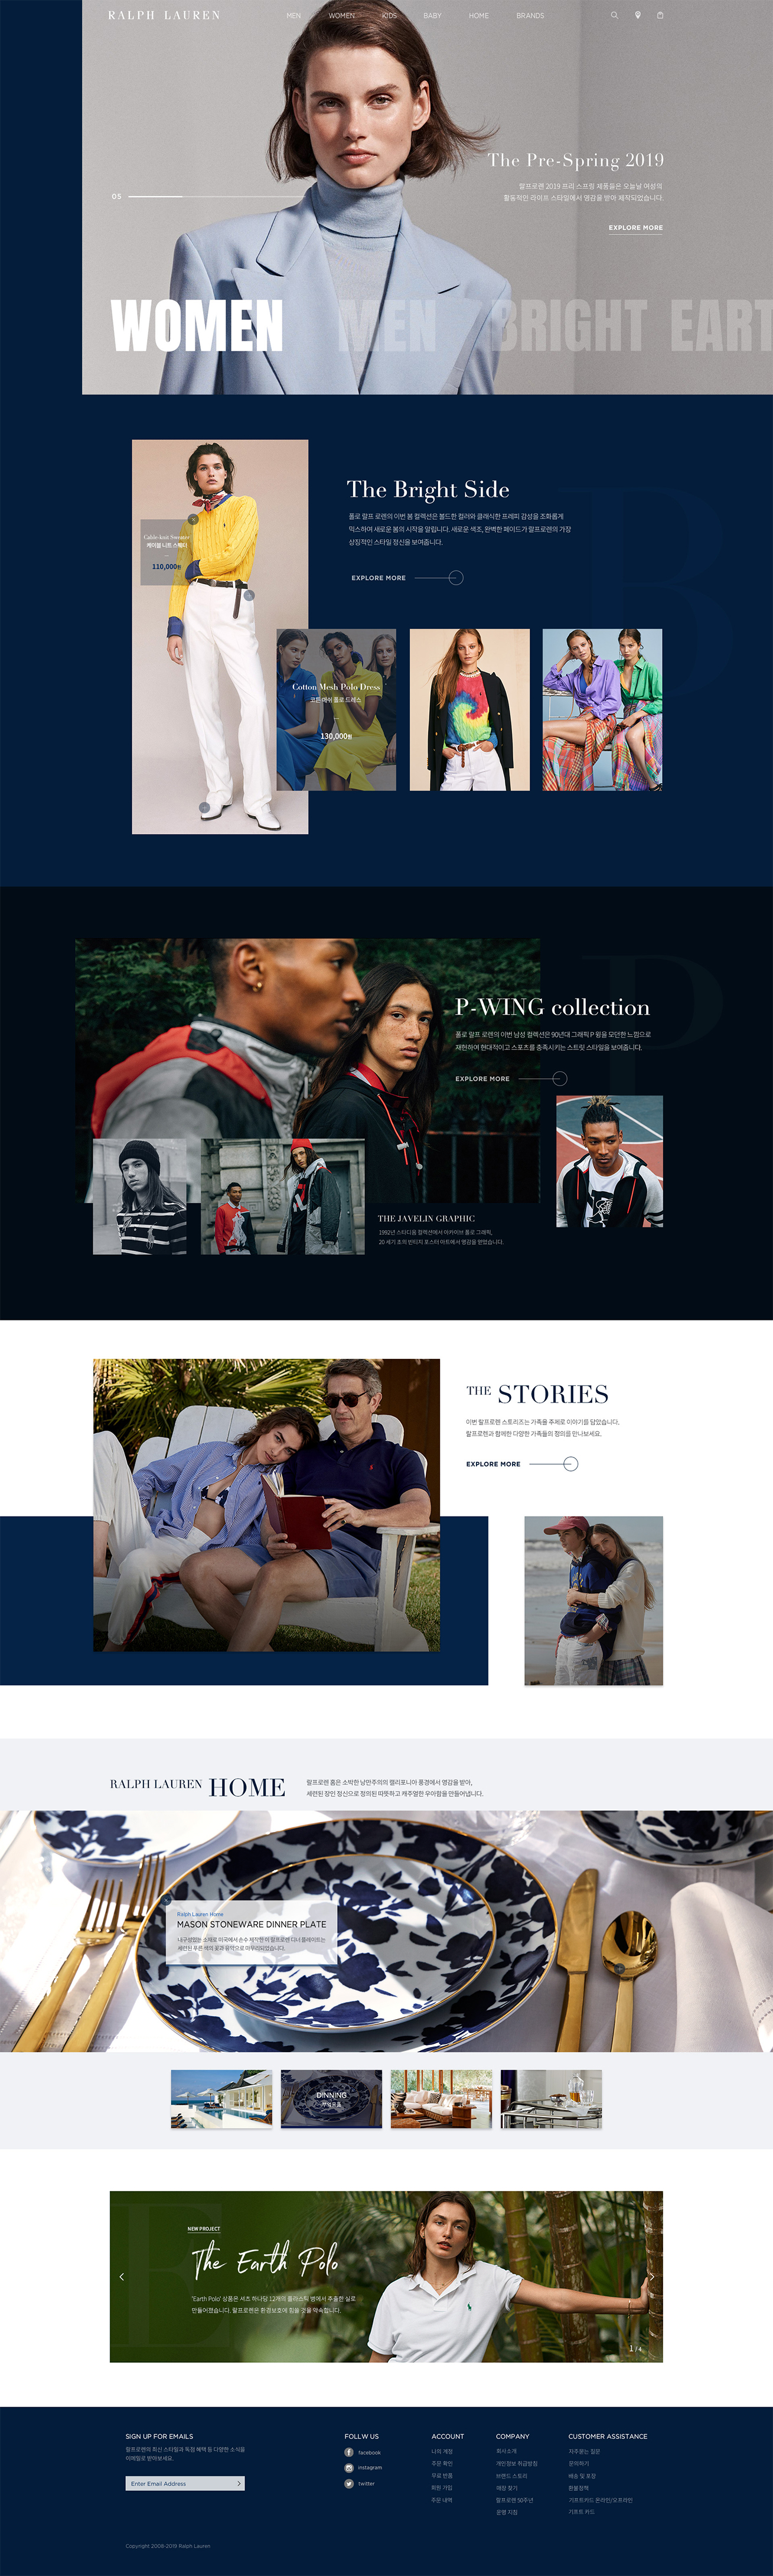 RALPH LAUREN
MEN WOMEN KIDS BABY HOME BRANDS
The Pre-Spring 2019
랄프로렌 2019 프리 스프링 제품들은 오늘날 여성의
활동적인 라이프 스타일에서 영감을 받아 제작되었습니다.
05
EXPLORE MORE
WOMEN MEN BRIGHT EART
The Bright Side
폴로 랄프 로렌의 이번 봄 컬렉션은 볼드한 컬러와 클래식한 프레피 감성을 조화롭게
믹스하여 새로운 봄의 시작을 알립니다. 새로운 색조, 완벽한 페이드가 랄프로렌의 가장
상징적인 스타일 정신을 보여줍니다.
Cable-knit Sweater
케이블 니트 스웨터
110,000원
EXPLORE MORE
Cotton Mesh Polo Dress
코튼 메쉬 폴로 드레스
130,000원
P-WING collection
폴로 랄프 로렌의 이번 남성 컬렉션은 90년대 그래픽 P 윙을 모던한 느낌으로
재현하여 현대적이고 스포츠를 충족시키는 스트릿 스타일을 보여줍니다.
EXPLORE MORE
THE JAVELIN GRAPHIC
1992년 스타디움 컬렉션에서 아카이브 폴로 그래픽,
20 세기 초의 빈티지 포스터 아트에서 영감을 얻었습니다.
THE STORIES
이번 랄프로렌 스토리즈는 가족을 주제로 이야기를 담았습니다.
랄프로렌과 함께한 다양한 가족들의 정의를 만나보세요.
EXPLORE MORE
RALPH LAUREN HOME
랄프로렌 홈은 소박한 낭만주의의 캘리포니아 풍경에서 영감을 받아,
세련된 장인 정신으로 정의된 따뜻하고 캐주얼한 우아함을 만들어냅니다.
Ralph Lauren Home
MASON STONEWARE DINNER PLATE
내구성있는 소재로 미국에서 손수 제작한 이 랄프로렌 디너 플레이트는
세련된 푸른 색의 꽃과 음악으로 마무리되었습니다.
DINNING
NEW PROJECT
The Earth Polo
'Earth Polo' 상품은 셔츠 하나당 12개의 플라스틱 병에서 추출한 실로
만들어졌습니다. 랄프로렌은 환경보호에 힘쓸 것을 약속합니다.
1 / 4
SIGN UP FOR EMAILS
랄프로렌의 최신 스타일과 독점 혜택 등 다양한 소식을
이메일로 받아보세요.
Enter Email Address
FOLLW US
facebook
instagram
twitter
ACCOUNT
나의 계정
주문 확인
무료 반품
회원 가입
주문 내역
COMPANY
회사소개
개인정보 취급방침
브랜드 스토리
매장 찾기
랄프로렌 50주년
운영 지침
CUSTOMER ASSISTANCE
자주묻는 질문
문의하기
배송 및 포장
환불정책
기프트카드 온라인/오프라인
기프트 카드
Copyright 2008-2019 Ralph Lauren